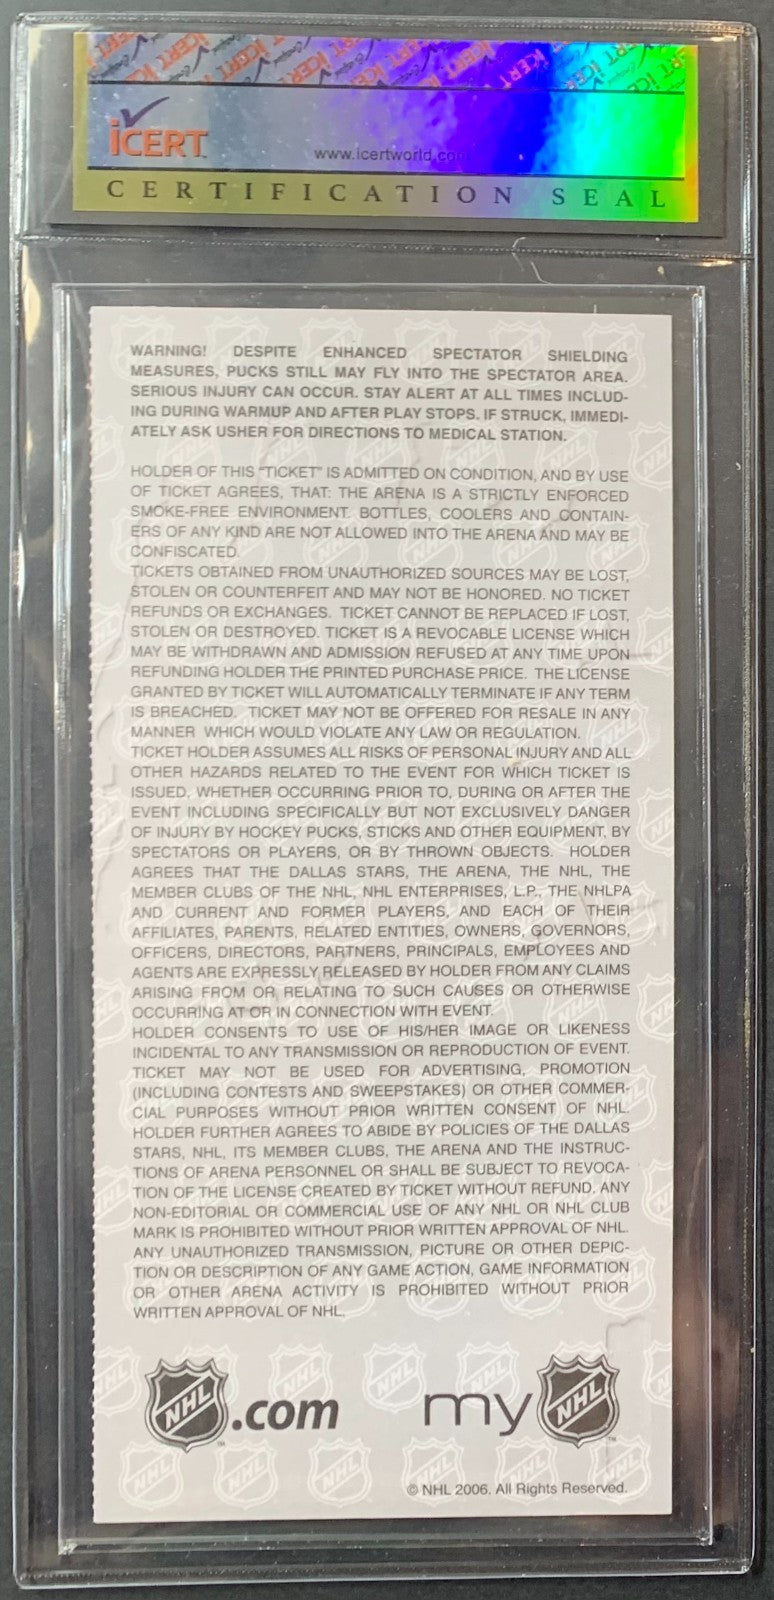 iCERT
www.icertworld.com
CERTIFICATION SEAL
WARNING! DESPITE ENHANCED SPECTATOR SHIELDING
MEASURES, PUCKS STILL MAY FLY INTO THE SPECTATOR AREA.
SERIOUS INJURY CAN OCCUR. STAY ALERT AT ALL TIMES INCLUD-
ING DURING WARMUP AND AFTER PLAY STOPS. IF STRUCK, IMMEDI-
ATELY ASK USHER FOR DIRECTIONS TO MEDICAL STATION.
HOLDER OF THIS "TICKET" IS ADMITTED ON CONDITION, AND BY USE
OF TICKET AGREES, THAT: THE ARENA IS A STRICTLY ENFORCED
SMOKE-FREE ENVIRONMENT. BOTTLES, COOLERS AND CONTAIN-
ERS OF ANY KIND ARE NOT ALLOWED INTO THE ARENA AND MAY BE
CONFISCATED.
TICKETS OBTAINED FROM UNAUTHORIZED SOURCES MAY BE LOST,
STOLEN OR COUNTERFEIT AND MAY NOT BE HONORED. NO TICKET
REFUNDS OR EXCHANGES. TICKET CANNOT BE REPLACED IF LOST,
STOLEN OR DESTROYED. TICKET IS A REVOCABLE LICENSE WHICH
MAY BE WITHDRAWN AND ADMISSION REFUSED AT ANY TIME UPON
REFUNDING HOLDER THE PRINTED PURCHASE PRICE. THE LICENSE
GRANTED BY TICKET WILL AUTOMATICALLY TERMINATE IF ANY TERM
IS BREACHED. TICKET MAY NOT BE OFFERED FOR RESALE IN ANY
MANNER WHICH WOULD VIOLATE ANY LAW OR REGULATION.
TICKET HOLDER ASSUMES ALL RISKS OF PERSONAL INJURY AND ALL
OTHER HAZARDS RELATED TO THE EVENT FOR WHICH TICKET IS
ISSUED, WHETHER OCCURRING PRIOR TO, DURING OR AFTER THE
EVENT INCLUDING SPECIFICALLY BUT NOT EXCLUSIVELY DANGER
OF INJURY BY HOCKEY PUCKS, STICKS AND OTHER EQUIPMENT, BY
SPECTATORS OR PLAYERS, OR BY THROWN OBJECTS. HOLDER
AGREES THAT THE DALLAS STARS, THE ARENA, THE NHL, THE
MEMBER CLUBS OF THE NHL, NHL ENTERPRISES, L.P., THE NHLPA
AND CURRENT AND FORMER PLAYERS, AND EACH OF THEIR
AFFILIATES, PARENTS, RELATED ENTITIES, OWNERS, GOVERNORS,
OFFICERS, DIRECTORS, PARTNERS, PRINCIPALS, EMPLOYEES AND
AGENTS ARE EXPRESSLY RELEASED BY HOLDER FROM ANY CLAIMS
ARISING FROM OR RELATING TO SUCH CAUSES OR OTHERWISE
OCCURRING AT OR IN CONNECTION WITH EVENT.
HOLDER CONSENTS TO USE OF HIS/HER IMAGE OR LIKENESS
INCIDENTAL TO ANY TRANSMISSION OR REPRODUCTION OF EVENT.
TICKET MAY NOT BE USED FOR ADVERTISING, PROMOTION
(INCLUDING CONTESTS AND SWEEPSTAKES) OR OTHER COMMER-
CIAL PURPOSES WITHOUT PRIOR WRITTEN CONSENT OF NHL.
HOLDER FURTHER AGREES TO ABIDE BY POLICIES OF THE DALLAS
STARS, NHL, ITS MEMBER CLUBS, THE ARENA AND THE INSTRUC-
TIONS OF ARENA PERSONNEL OR SHALL BE SUBJECT TO REVOCA-
TION OF THE LICENSE CREATED BY TICKET WITHOUT REFUND. ANY
NON-EDITORIAL OR COMMERCIAL USE OF ANY NHL OR NHL CLUB
MARK IS PROHIBITED WITHOUT PRIOR WRITTEN APPROVAL OF NHL.
ANY UNAUTHORIZED TRANSMISSION, PICTURE OR OTHER DEPIC-
TION OR DESCRIPTION OF ANY GAME ACTION, GAME INFORMATION
OR OTHER ARENA ACTIVITY IS PROHIBITED WITHOUT PRIOR
WRITTEN APPROVAL OF NHL.
NHL.com my NHL
© NHL 2006. All Rights Reserved.